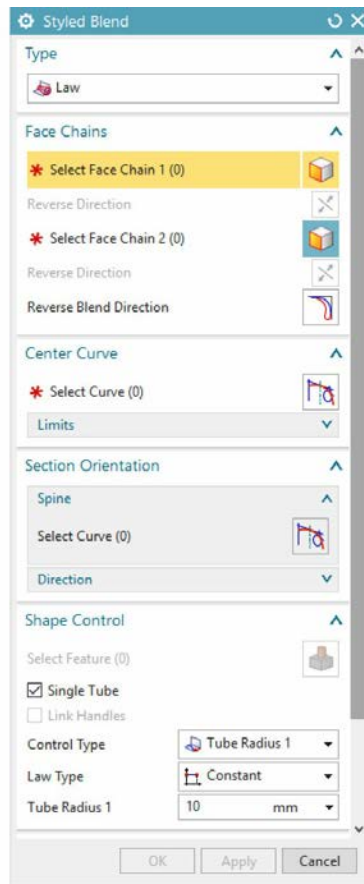 Styled Blend
Type
Law
Face Chains
* Select Face Chain 1 (0)
Reverse Direction
* Select Face Chain 2 (0)
Reverse Direction
Reverse Blend Direction
Center Curve
* Select Curve (0)
Limits
Section Orientation
Spine
Select Curve (0)
Direction
Shape Control
Select Feature (0)
Single Tube
Link Handles
Control Type Tube Radius 1
Law Type Constant
Tube Radius 1 10 mm
OK Apply Cancel